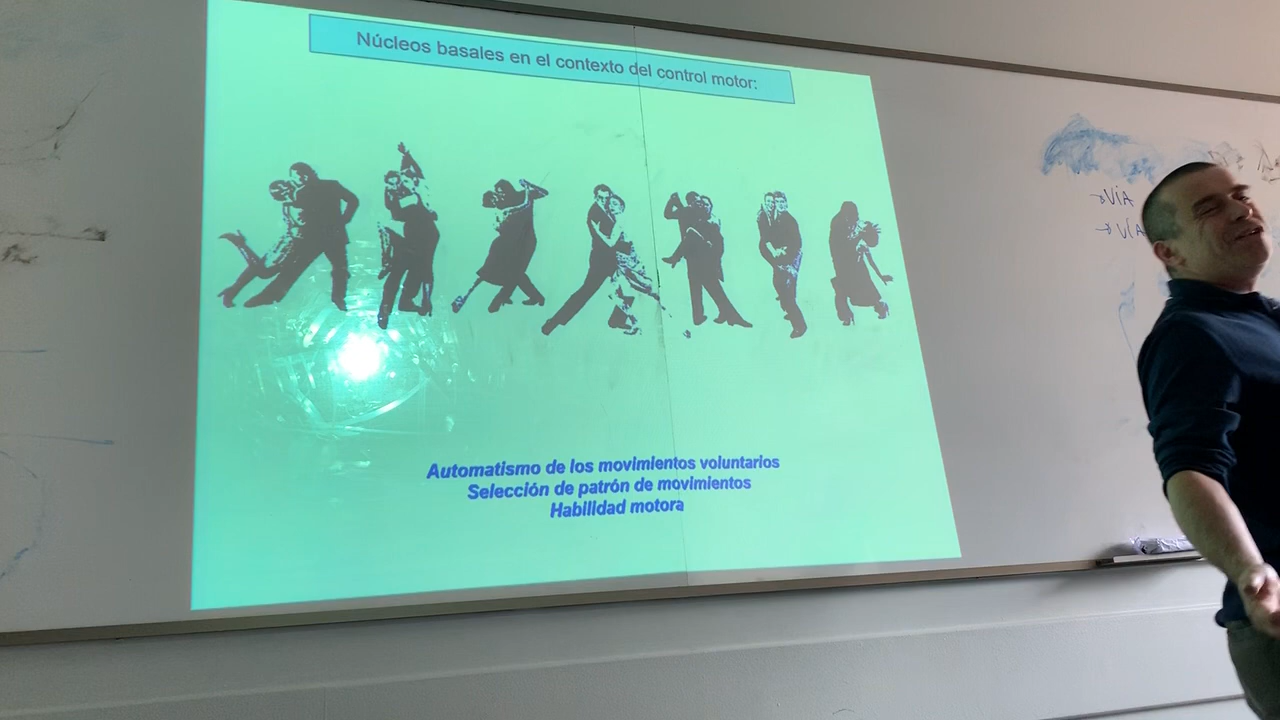 Núcleos basales en el contexto del control motor:
Automatismo de los movimientos voluntarios
Selección de patrón de movimientos
Habilidad motora